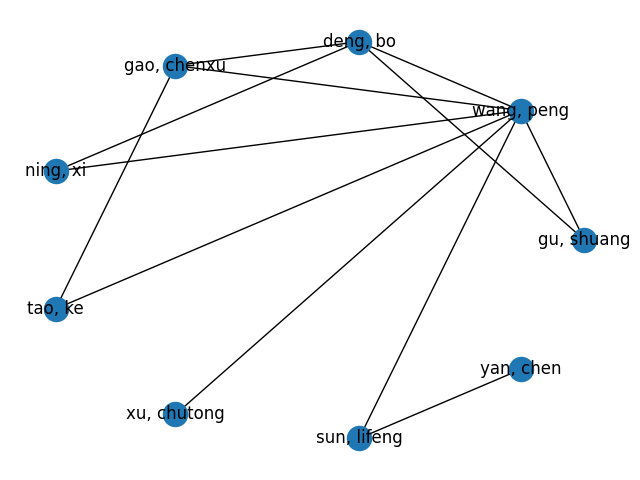 deng, bo
gao, chenxu
wang, peng
ning, xi
gu, shuang
tao, ke
yan, chen
xu, chutong
sun, lifeng